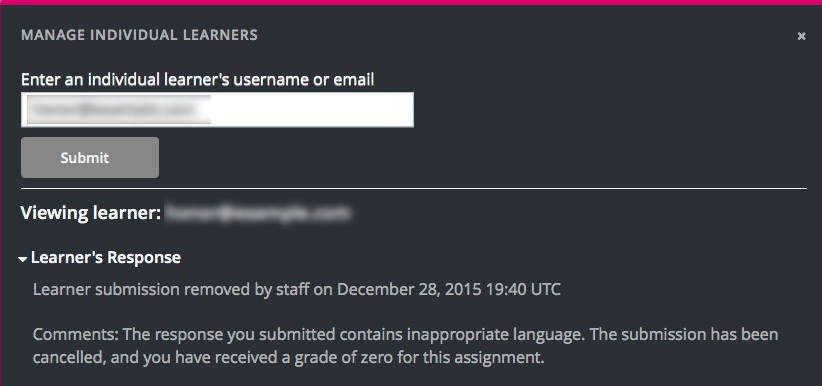 MANAGE INDIVIDUAL LEARNERS
Enter an individual learner's username or email
Submit
Viewing learner:
Learner's Response
Learner submission removed by staff on December 28, 2015 19:40 UTC
Comments: The response you submitted contains inappropriate language. The submission has been
cancelled, and you have received a grade of zero for this assignment.